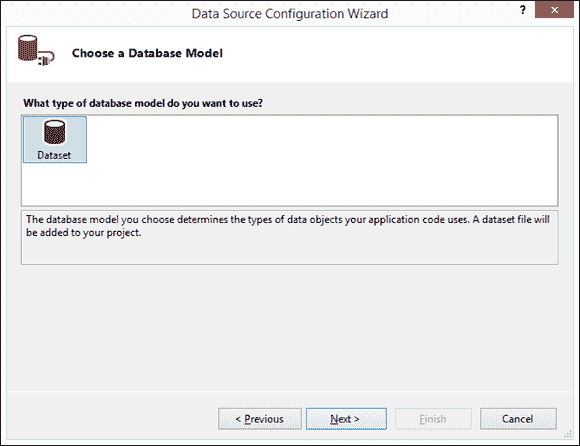 Data Source Configuration Wizard
?
Choose a Database Model
What type of database model do you want to use?
Dataset
The database model you choose determines the types of data objects your application code uses. A dataset file will
be added to your project.
< Previous
Next >
Finish
Cancel